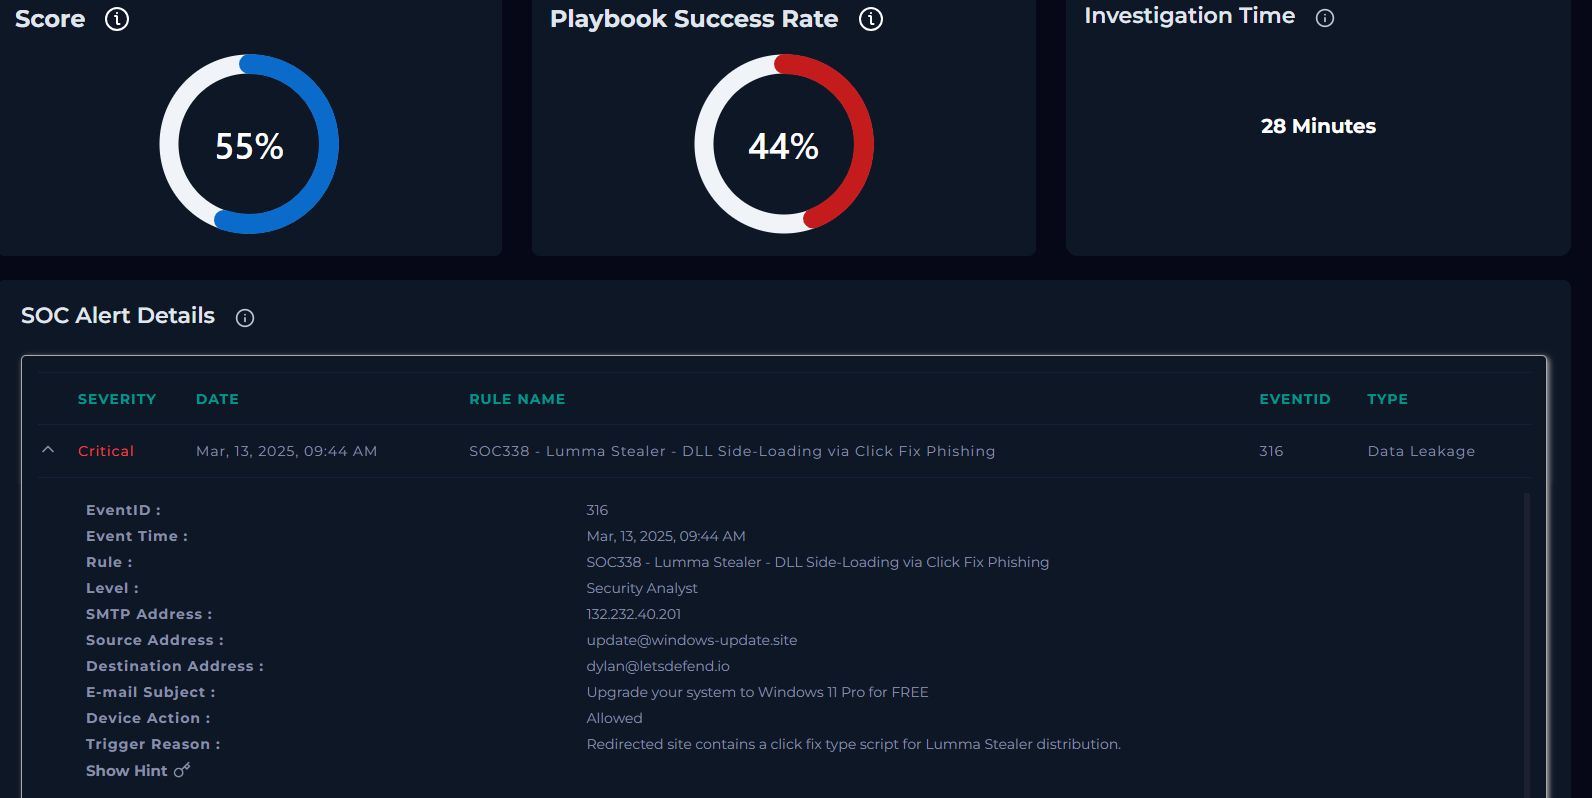 Score
Playbook Success Rate
Investigation Time
55%
44%
28 Minutes
SOC Alert Details
SEVERITY DATE RULE NAME EVENTID TYPE
Critical Mar, 13, 2025, 09:44 AM SOC338 - Lumma Stealer - DLL Side-Loading via Click Fix Phishing 316 Data Leakage
EventID : 316
Event Time : Mar, 13, 2025, 09:44 AM
Rule : SOC338 - Lumma Stealer - DLL Side-Loading via Click Fix Phishing
Level : Security Analyst
SMTP Address : 132.232.40.201
Source Address : update@windows-update.site
Destination Address : dylan@letsdefend.io
E-mail Subject : Upgrade your system to Windows 11 Pro for FREE
Device Action : Allowed
Trigger Reason : Redirected site contains a click fix type script for Lumma Stealer distribution.
Show Hint